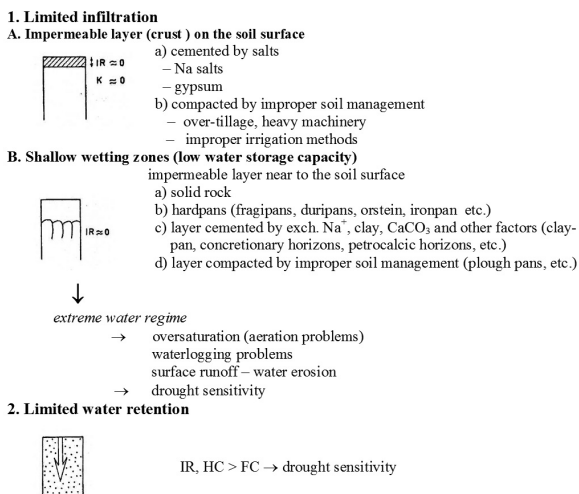 1. Limited infiltration
A. Impermeable layer (crust ) on the soil surface
a) cemented by salts
IR ≃ 0
– Na salts
K ≃ 0
– gypsum
b) compacted by improper soil management
– over-tillage, heavy machinery
– improper irrigation methods
B. Shallow wetting zones (low water storage capacity)
impermeable layer near to the soil surface
a) solid rock
b) hardpans (fragipans, duripans, orstein, ironpan etc.)
IR≃0
c) layer cemented by exch. Na⁺, clay, CaCO₃ and other factors (clay-
pan, concretionary horizons, petrocalcic horizons, etc.)
d) layer compacted by improper soil management (plough pans, etc.)
↓
extreme water regime
→ oversaturation (aeration problems)
waterlogging problems
surface runoff – water erosion
→ drought sensitivity
2. Limited water retention
IR, HC > FC → drought sensitivity